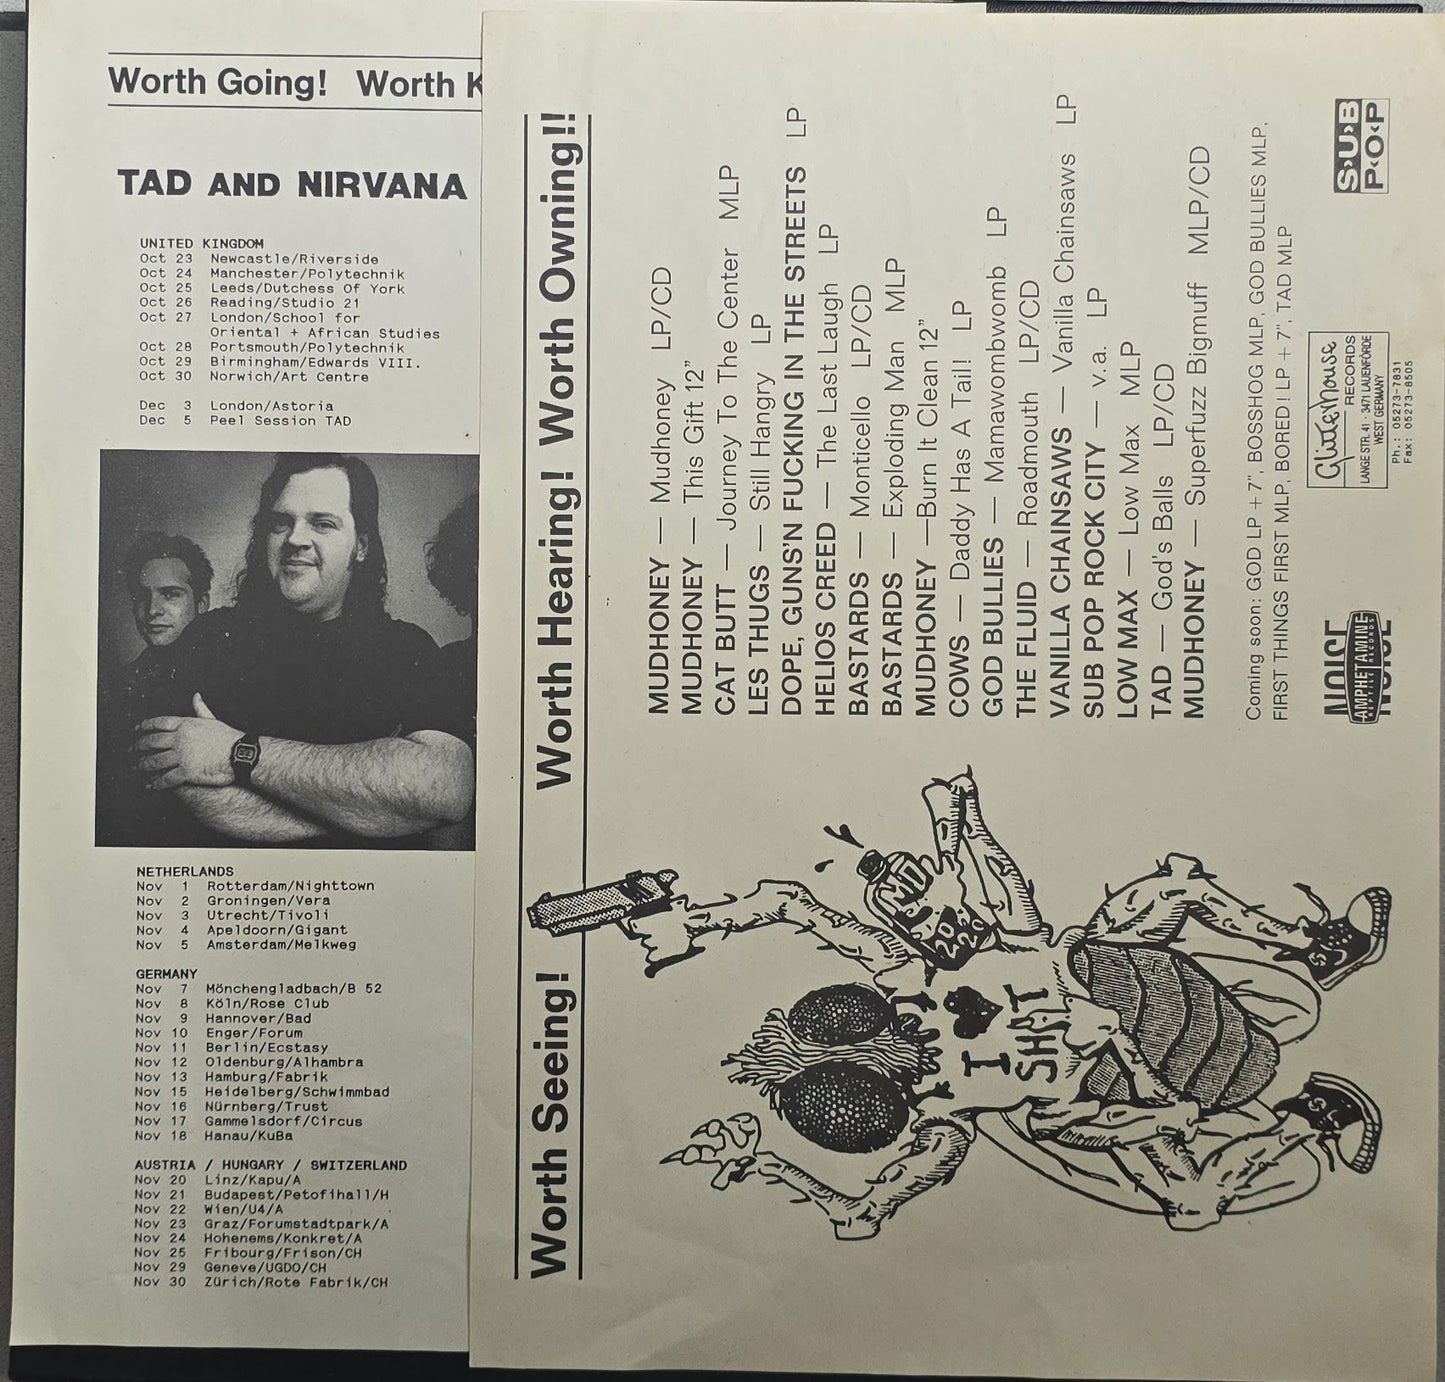 Worth Going! Worth K
TAD AND NIRVANA
UNITED KINGDOM
Oct 23 Newcastle/Riverside
Oct 24 Manchester/Polytechnik
Oct 25 Leeds/Dutchess Of York
Oct 26 Reading/Studio 21
Oct 27 London/School for
Oriental + African Studies
Oct 28 Portsmouth/Polytechnik
Oct 29 Birmingham/Edwards VIII.
Oct 30 Norwich/Art Centre
Dec 3 London/Astoria
Dec 5 Peel Session TAD
NETHERLANDS
Nov 1 Rotterdam/Nighttown
Nov 2 Groningen/Vera
Nov 3 Utrecht/Tivoli
Nov 4 Apeldoorn/Gigant
Nov 5 Amsterdam/Melkweg
GERMANY
Nov 7 Mönchengladbach/B 52
Nov 8 Köln/Rose Club
Nov 9 Hannover/Bad
Nov 10 Enger/Forum
Nov 11 Berlin/Ecstasy
Nov 12 Oldenburg/Alhambra
Nov 13 Hamburg/Fabrik
Nov 15 Heidelberg/Schwimmbad
Nov 16 Nürnberg/Trust
Nov 17 Gammelsdorf/Circus
Nov 18 Hanau/KuBa
AUSTRIA / HUNGARY / SWITZERLAND
Nov 20 Linz/Kapu/A
Nov 21 Budapest/Petofihall/H
Nov 22 Wien/U4/A
Nov 23 Graz/Forumstadtpark/A
Nov 24 Hohenems/Konkret/A
Nov 25 Fribourg/Frison/CH
Nov 29 Geneve/UGDO/CH
Nov 30 Zürich/Rote Fabrik/CH
Worth Seeing! Worth Hearing! Worth Owning!!
MUDHONEY — Mudhoney LP/CD
MUDHONEY — This Gift 12”
CAT BUTT — Journey To The Center MLP
LES THUGS — Still Hangry LP
DOPE, GUNS'N FUCKING IN THE STREETS LP
HELIOS CREED — The Last Laugh LP
BASTARDS — Monticello LP/CD
BASTARDS — Exploding Man MLP
MUDHONEY —Burn It Clean 12”
COWS — Daddy Has A Tail! LP
GOD BULLIES — Mamawombwomb LP
THE FLUID — Roadmouth LP/CD
VANILLA CHAINSAWS — Vanilla Chainsaws LP
SUB POP ROCK CITY — v.a. LP
LOW MAX — Low Max MLP
TAD — God's Balls LP/CD
MUDHONEY — Superfuzz Bigmuff MLP/CD
Coming soon: GOD LP + 7”, BOSSHOG MLP, GOD BULLIES MLP,
FIRST THINGS FIRST MLP, BORED! LP + 7”, TAD MLP
I ♥
SHIT
MD
20
20
NOISE
AMPHETAMINE
RECORDS
NOISE
Glitterhouse
RECORDS
LANGE STR. 41 · 3471 LAUENFÖRDE
WEST GERMANY
Ph.: 05273-7831
Fax: 05273-8505
S·U·B
P·O·P